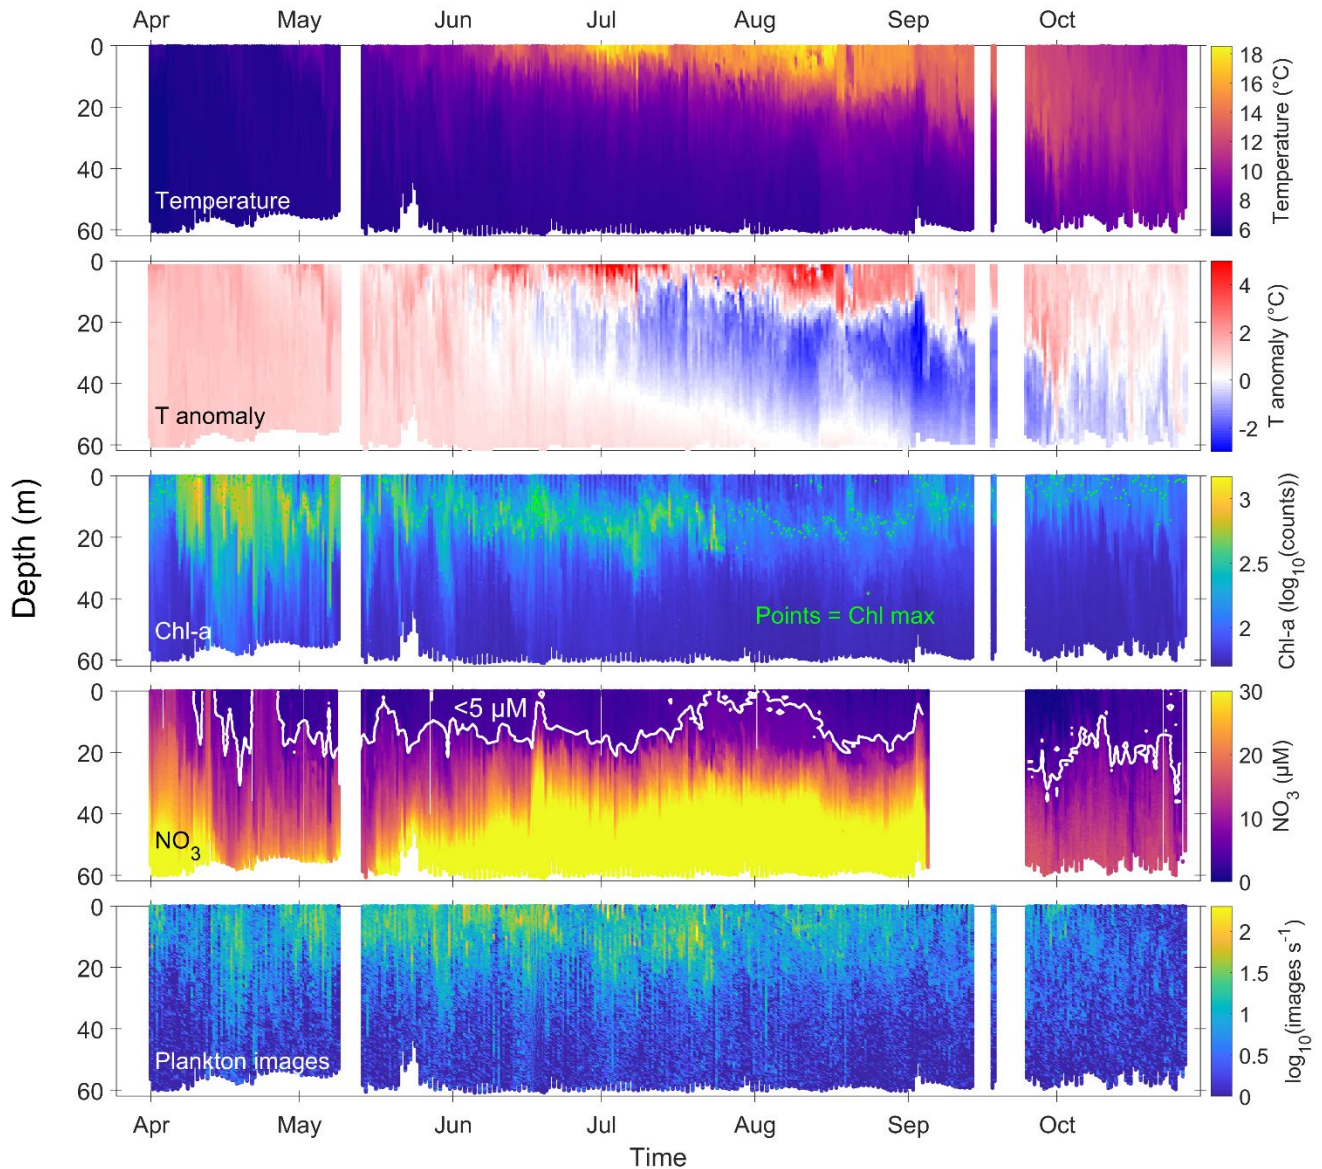 Apr May Jun Jul Aug Sep Oct
0
20
40
60
Temperature
18
16
14
12
10
8
6
Temperature (°C)
0
20
40
60
T anomaly
4
2
0
-2
T anomaly (°C)
Depth (m)
0
20
40
60
Chl-a
Points = Chl max
3
2.5
2
Chl-a (log10(counts))
0
20
40
60
<5 µM
NO3
30
20
10
0
NO3 (µM)
0
20
40
60
Plankton images
2
1.5
1
0.5
0
log10(images s-1)
Apr May Jun Jul Aug Sep Oct
Time